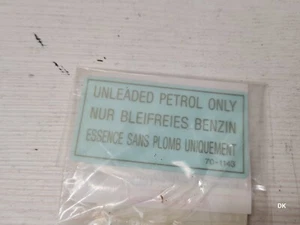 UNLEADED PETROL ONLY
NUR BLEIFREIES BENZIN
ESSENCE SANS PLOMB UNIQUEMENT
70-1143
DK